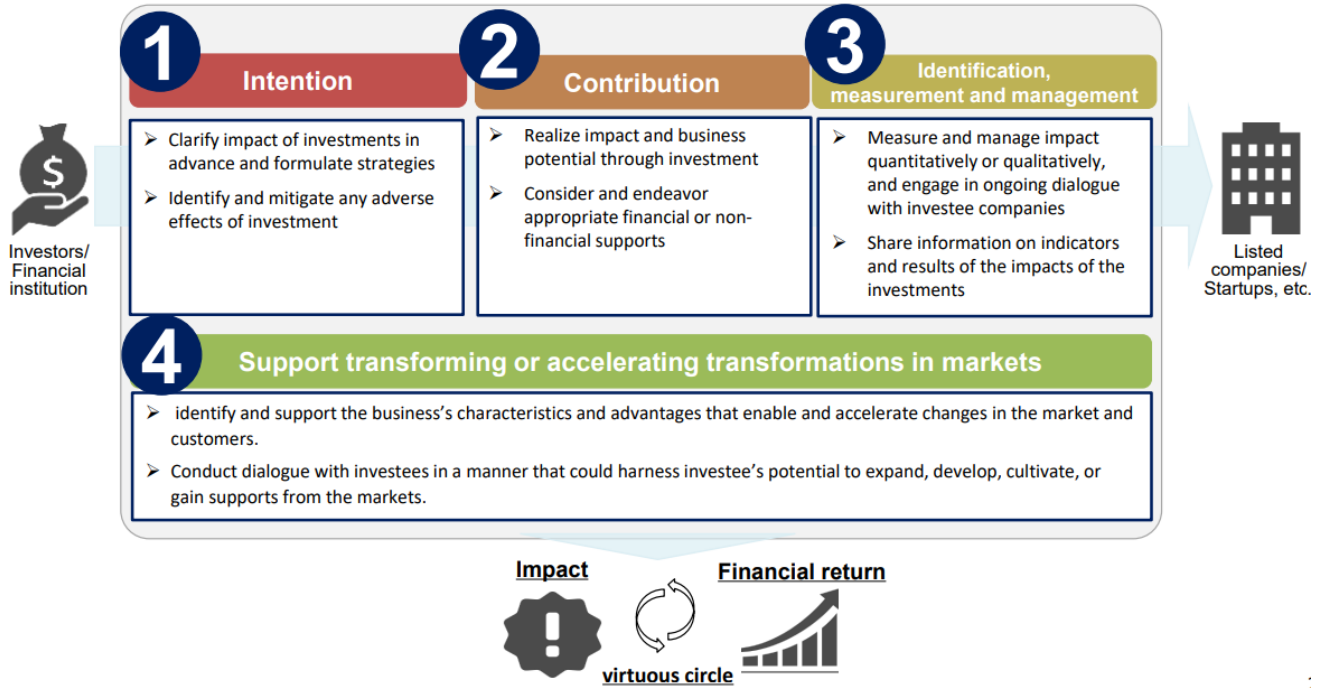 1
Intention
➢ Clarify impact of investments in
advance and formulate strategies
➢ Identify and mitigate any adverse
effects of investment
2
Contribution
➢ Realize impact and business
potential through investment
➢ Consider and endeavor
appropriate financial or non-
financial supports
3
Identification,
measurement and management
➢ Measure and manage impact
quantitatively or qualitatively,
and engage in ongoing dialogue
with investee companies
➢ Share information on indicators
and results of the impacts of the
investments
$
Investors/
Financial
institution
Listed
companies/
Startups, etc.
4
Support transforming or accelerating transformations in markets
➢ identify and support the business’s characteristics and advantages that enable and accelerate changes in the market and
customers.
➢ Conduct dialogue with investees in a manner that could harness investee’s potential to expand, develop, cultivate, or
gain supports from the markets.
Impact
!
Financial return
virtuous circle